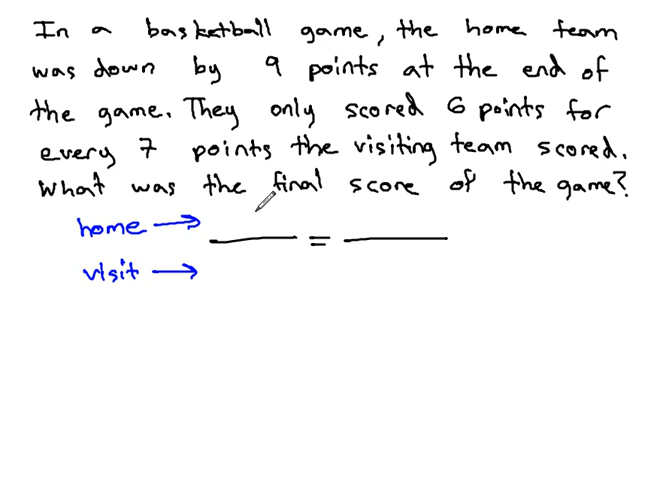 In a basketball game, the home team
was down by 9 points at the end of
the game. They only scored 6 points for
every 7 points the visiting team scored.
What was the final score of the game?
home →
=
visit →